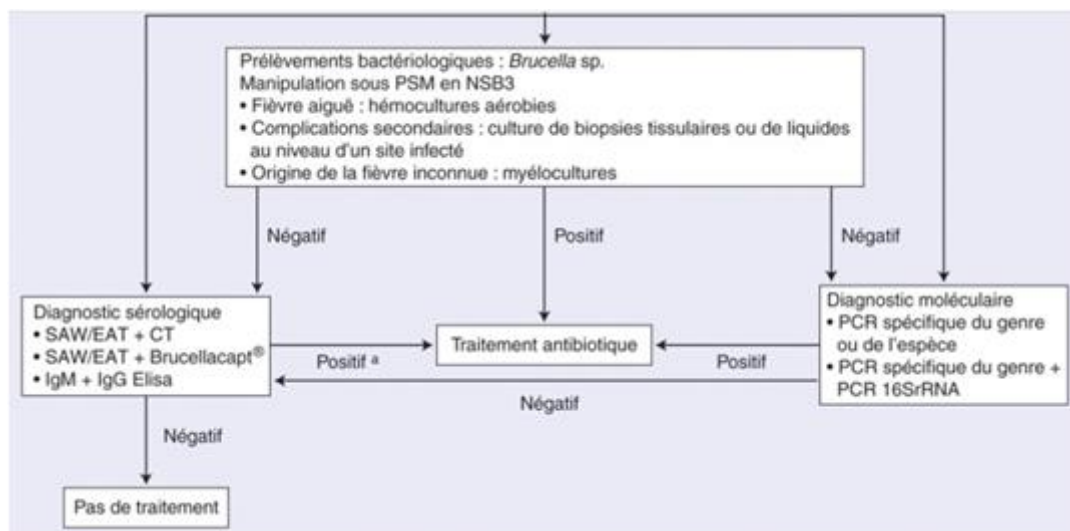 Prélèvements bactériologiques : Brucella sp.
Manipulation sous PSM en NSB3
• Fièvre aiguë : hémocultures aérobies
• Complications secondaires : culture de biopsies tissulaires ou de liquides
au niveau d'un site infecté
• Origine de la fièvre inconnue : myélocultures
Négatif
Positif
Négatif
Diagnostic sérologique
• SAW/EAT + CT
• SAW/EAT + Brucellacapt®
• IgM + IgG Elisa
Positif a
Traitement antibiotique
Positif
Diagnostic moléculaire
• PCR spécifique du genre
ou de l'espèce
• PCR spécifique du genre +
PCR 16SrRNA
Négatif
Négatif
Pas de traitement